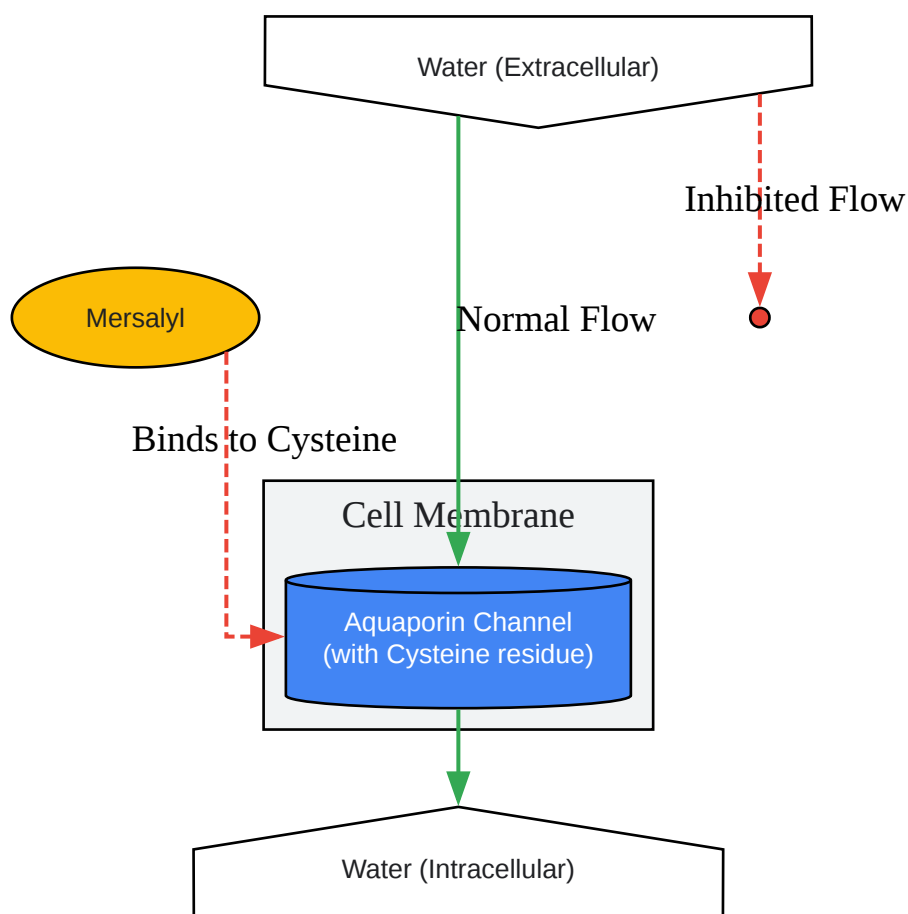 Water (Extracellular)
Inhibited Flow
Mersalyl
Normal Flow
Binds to Cysteine
Cell Membrane
Aquaporin Channel
(with Cysteine residue)
Water (Intracellular)